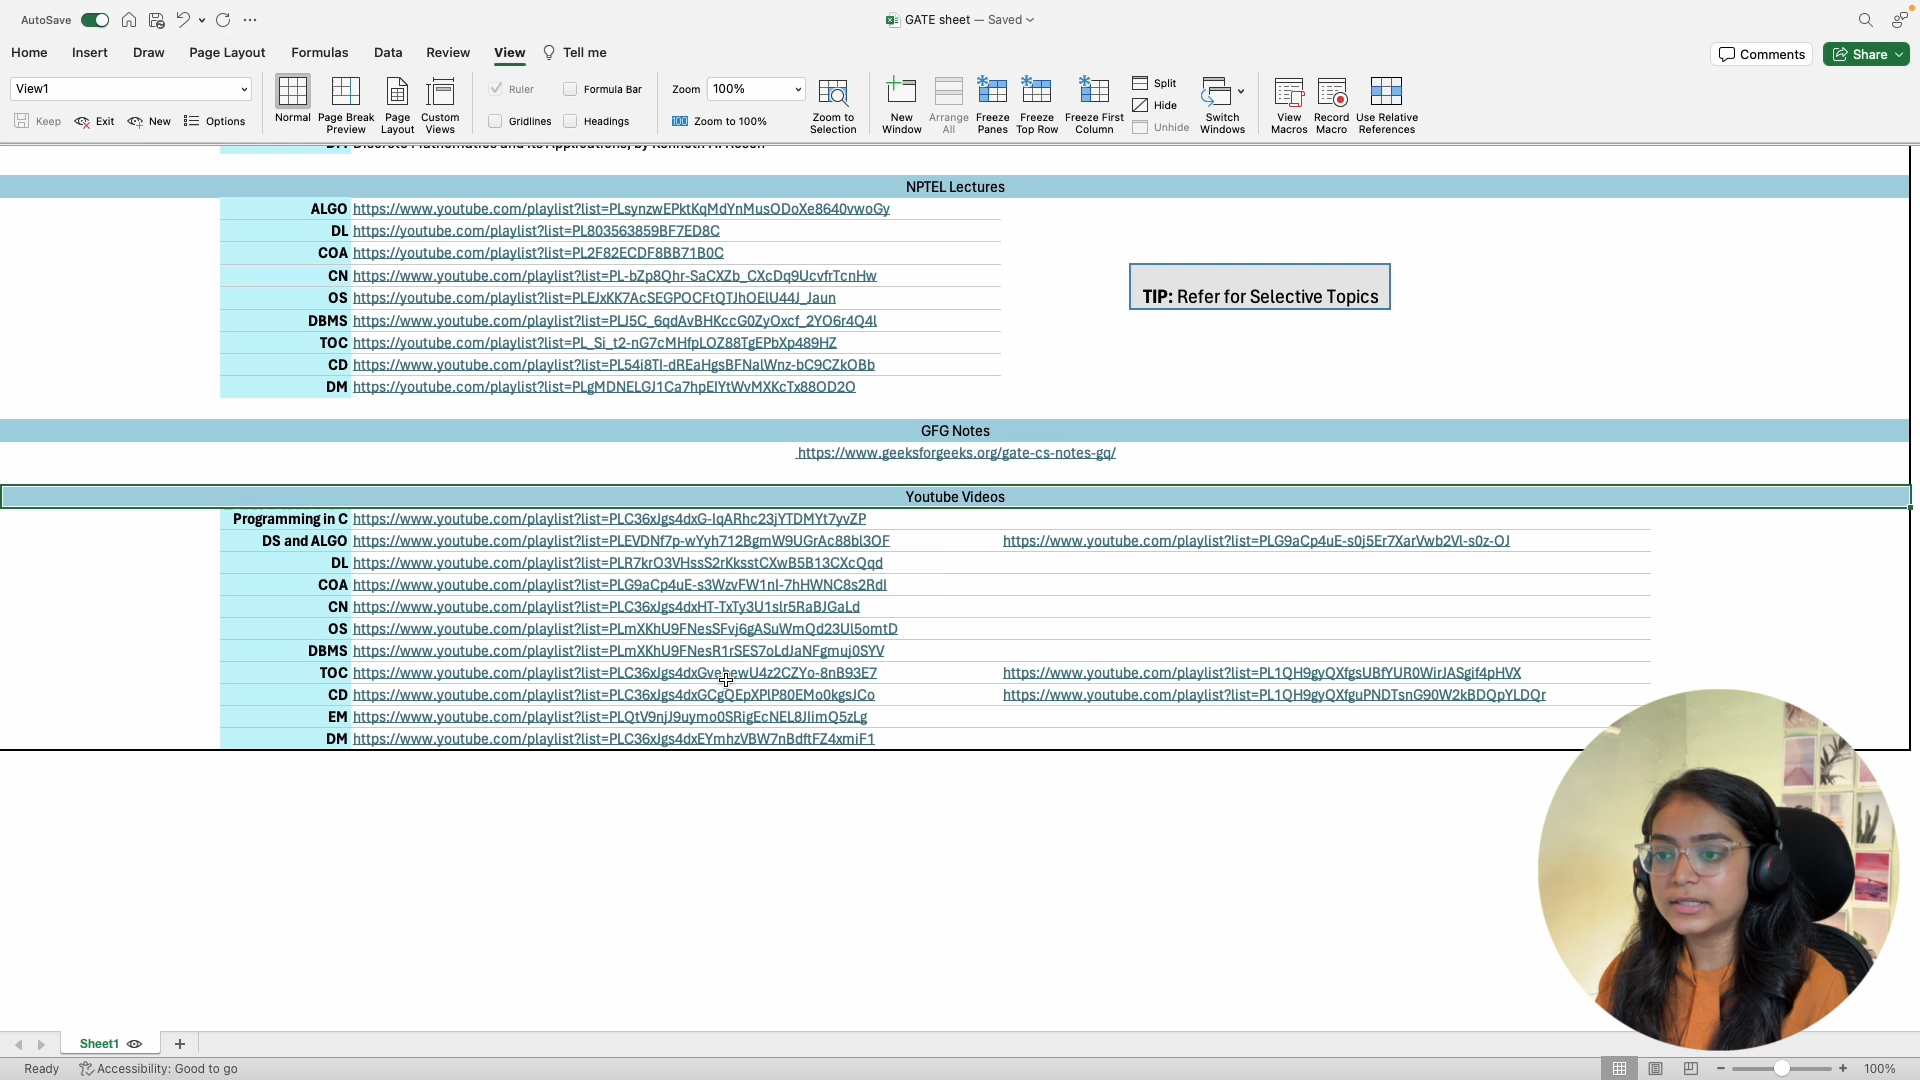 AutoSave
GATE sheet — Saved
Home Insert Draw Page Layout Formulas Data Review View Tell me
Comments Share
View1
Keep Exit New Options
Normal
Page Break Preview
Page Layout
Custom Views
Ruler Formula Bar
Gridlines Headings
Zoom 100%
Zoom to 100%
Zoom to Selection
New Window
Arrange All
Freeze Panes
Freeze Top Row
Freeze First Column
Split
Hide
Unhide
Switch Windows
View Macros
Record Macro
Use Relative References
NPTEL Lectures
ALGO https://www.youtube.com/playlist?list=PLsynzwEPktKqMdYnMusODoXe8640vwoGy
DL https://youtube.com/playlist?list=PL803563859BF7ED8C
COA https://youtube.com/playlist?list=PL2F82ECDF8BB71B0C
CN https://www.youtube.com/playlist?list=PL-bZp8Qhr-SaCXZb_CXcDq9UcvfrTcnHw
OS https://youtube.com/playlist?list=PLEJxKK7AcSEGPOCFtQTJhOElU44J_Jaun
DBMS https://youtube.com/playlist?list=PLJ5C_6qdAvBHKccG0ZyOxcf_2YO6r4Q4l
TOC https://youtube.com/playlist?list=PL_Si_t2-nG7cMHfpLOZ88TgEPbXp489HZ
CD https://youtube.com/playlist?list=PL54i8TI-dREaHgsBFNalWnz-bC9CZkOBb
DM https://youtube.com/playlist?list=PLgMDNELGJ1Ca7hpElYtWvMXKcTx88OD2O
TIP: Refer for Selective Topics
GFG Notes
https://www.geeksforgeeks.org/gate-cs-notes-gq/
Youtube Videos
Programming in C https://www.youtube.com/playlist?list=PLC36xJgs4dxG-IqARhc23jYTDMYt7yvZP
DS and ALGO https://www.youtube.com/playlist?list=PLEVDNf7p-wYyh712BgmW9UGrAc88bl3OF https://www.youtube.com/playlist?list=PLG9aCp4uE-s0j5Er7XarVwb2Vl-s0z-OJ
DL https://www.youtube.com/playlist?list=PLR7krO3VHssS2rKksstCXwB5B13CXcQqd
COA https://www.youtube.com/playlist?list=PLG9aCp4uE-s3WzvFW1nI-7hHWNC8s2RdI
CN https://www.youtube.com/playlist?list=PLC36xJgs4dxHT-TxTy3U1slr5RaBJGaLd
OS https://www.youtube.com/playlist?list=PLmXKhU9FNesSFvj6gASuWmQd23Ul5omtD
DBMS https://www.youtube.com/playlist?list=PLmXKhU9FNesR1rSES7oLdJaNFgmuj0SYV
TOC https://www.youtube.com/playlist?list=PL1QH9gyQXfgsUBfYUR0WirJASgif4pHVX
CD https://www.youtube.com/playlist?list=PLC36xJgs4dxGCgQEpXPlP80EMo0kgsJCo https://www.youtube.com/playlist?list=PL1QH9gyQXfguPNDTsnG90W2kBDQpYLDQr
EM https://www.youtube.com/playlist?list=PLQtV9njJ9uymo0SRigEcNEL8JIimQ5zLg
DM https://www.youtube.com/playlist?list=PLC36xJgs4dxEYmhzVBW7nBdftFZ4xmiF1
Sheet1
Ready Accessibility: Good to go 100%